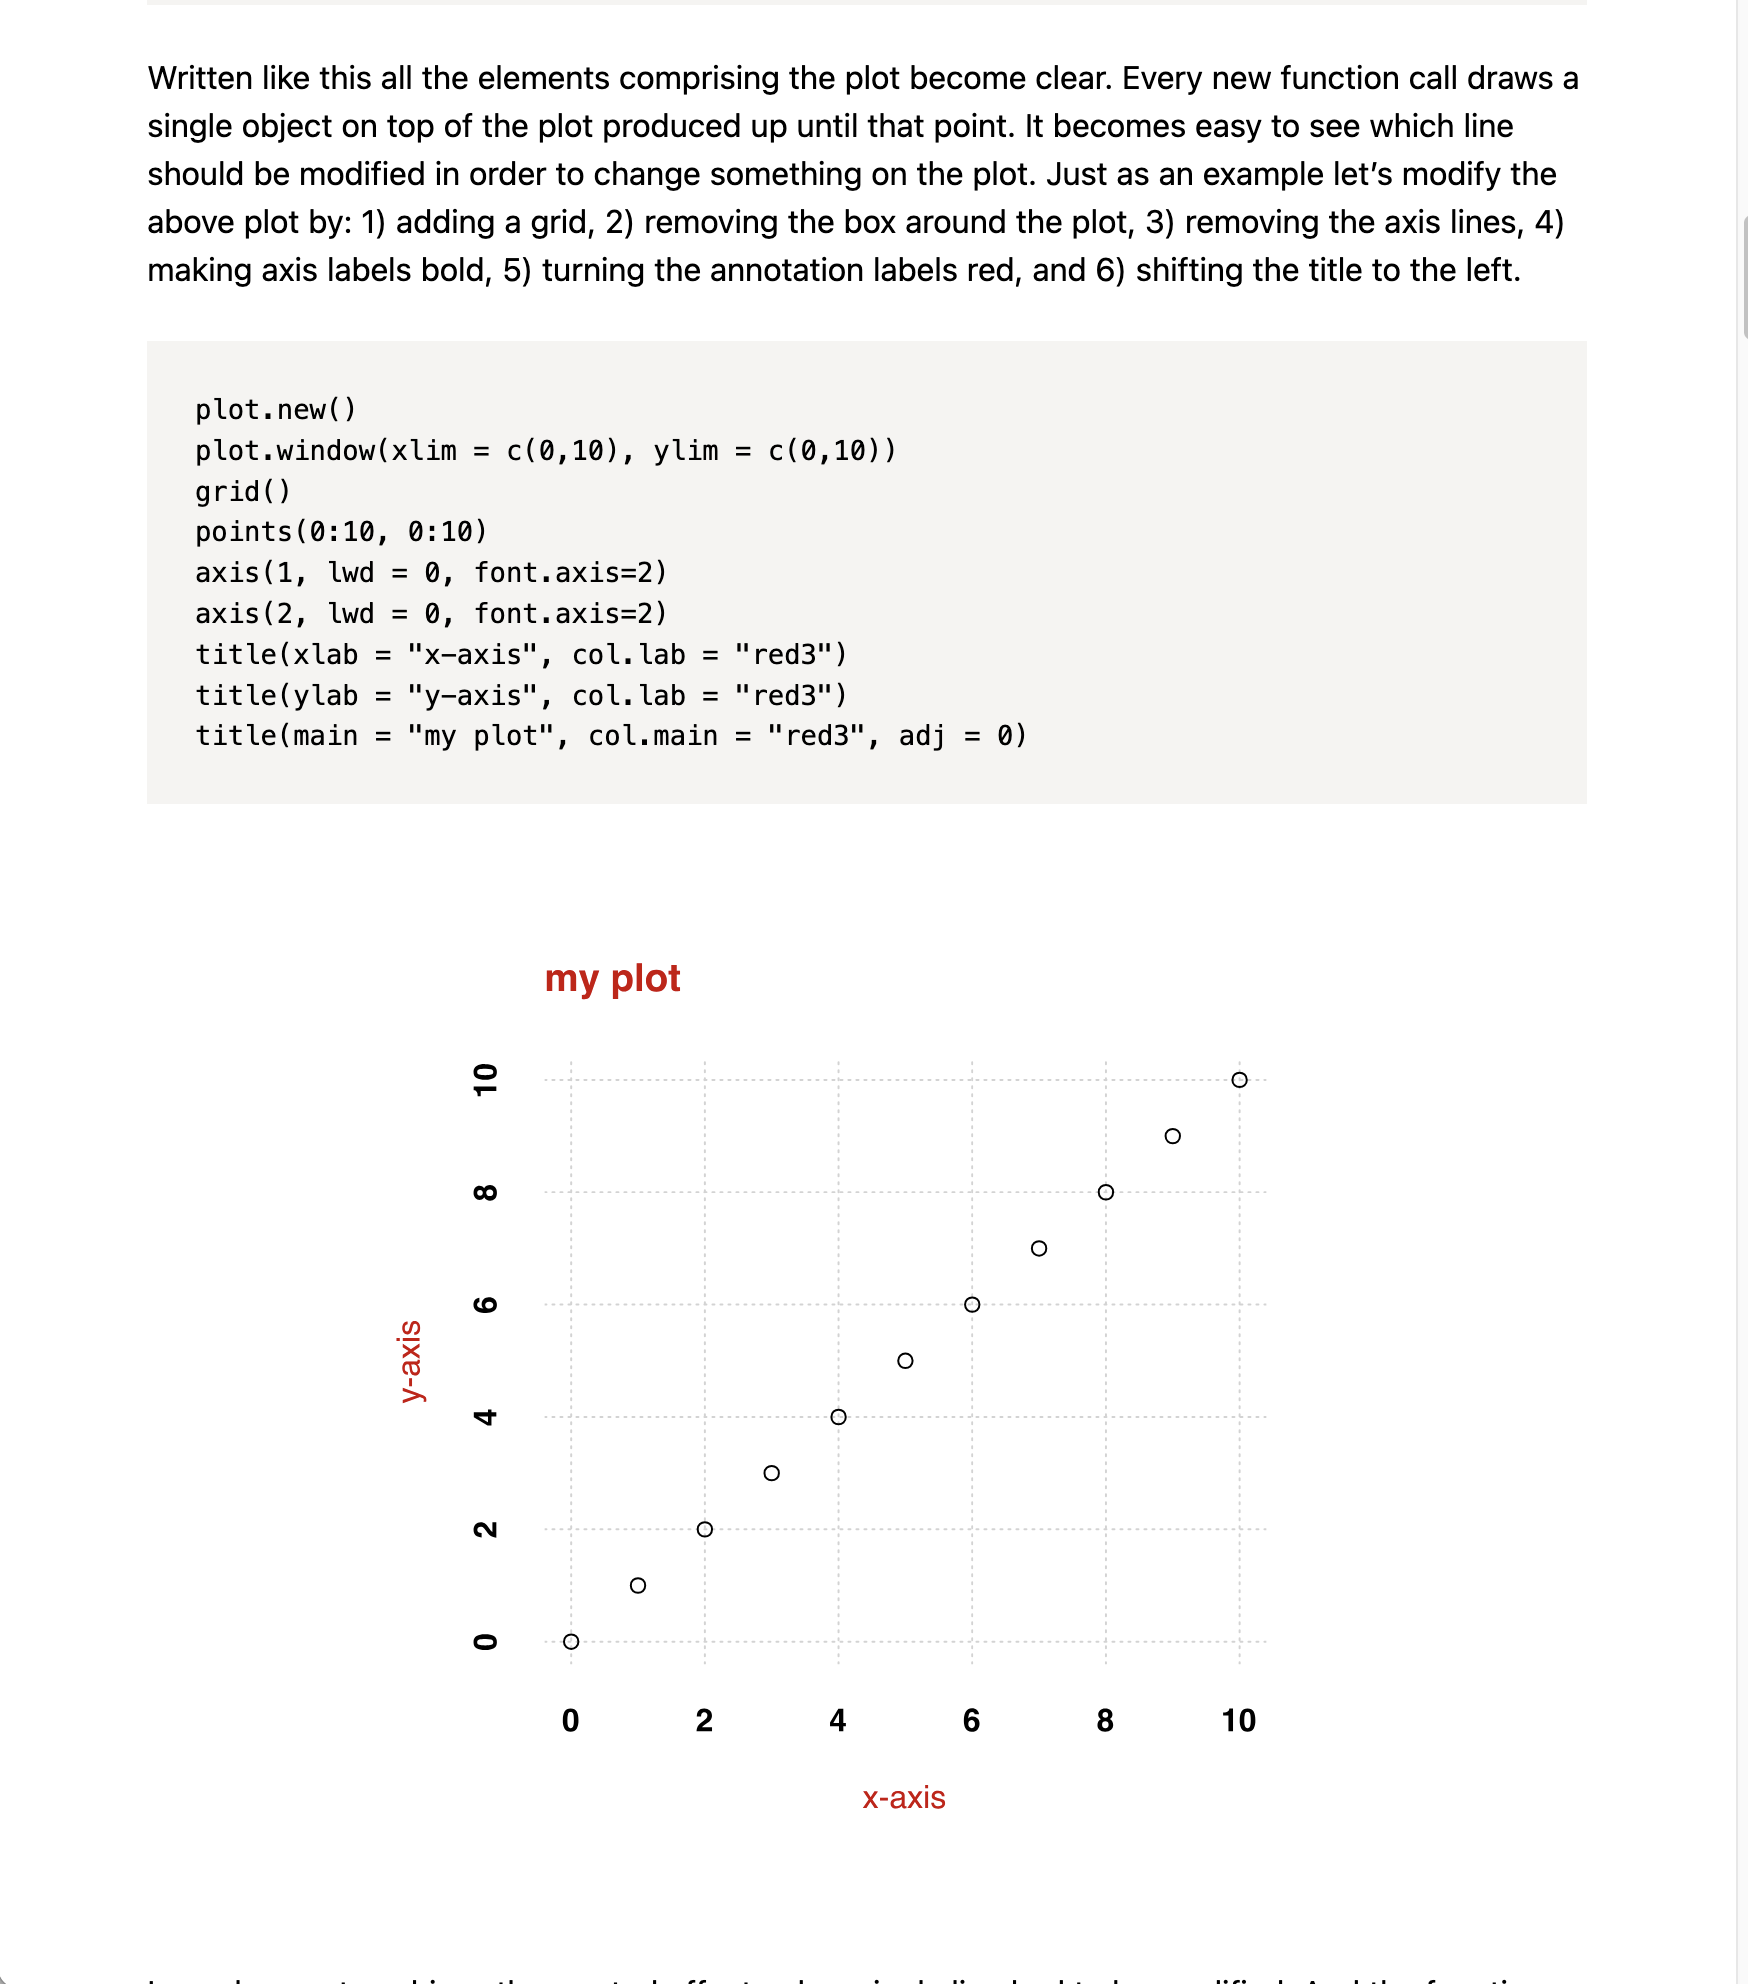 Written like this all the elements comprising the plot become clear. Every new function call draws a
single object on top of the plot produced up until that point. It becomes easy to see which line
should be modified in order to change something on the plot. Just as an example let’s modify the
above plot by: 1) adding a grid, 2) removing the box around the plot, 3) removing the axis lines, 4)
making axis labels bold, 5) turning the annotation labels red, and 6) shifting the title to the left.
plot.new()
plot.window(xlim = c(0,10), ylim = c(0,10))
grid()
points(0:10, 0:10)
axis(1, lwd = 0, font.axis=2)
axis(2, lwd = 0, font.axis=2)
title(xlab = "x-axis", col.lab = "red3")
title(ylab = "y-axis", col.lab = "red3")
title(main = "my plot", col.main = "red3", adj = 0)
my plot
10
8
6
4
2
0
y-axis
0 2 4 6 8 10
x-axis